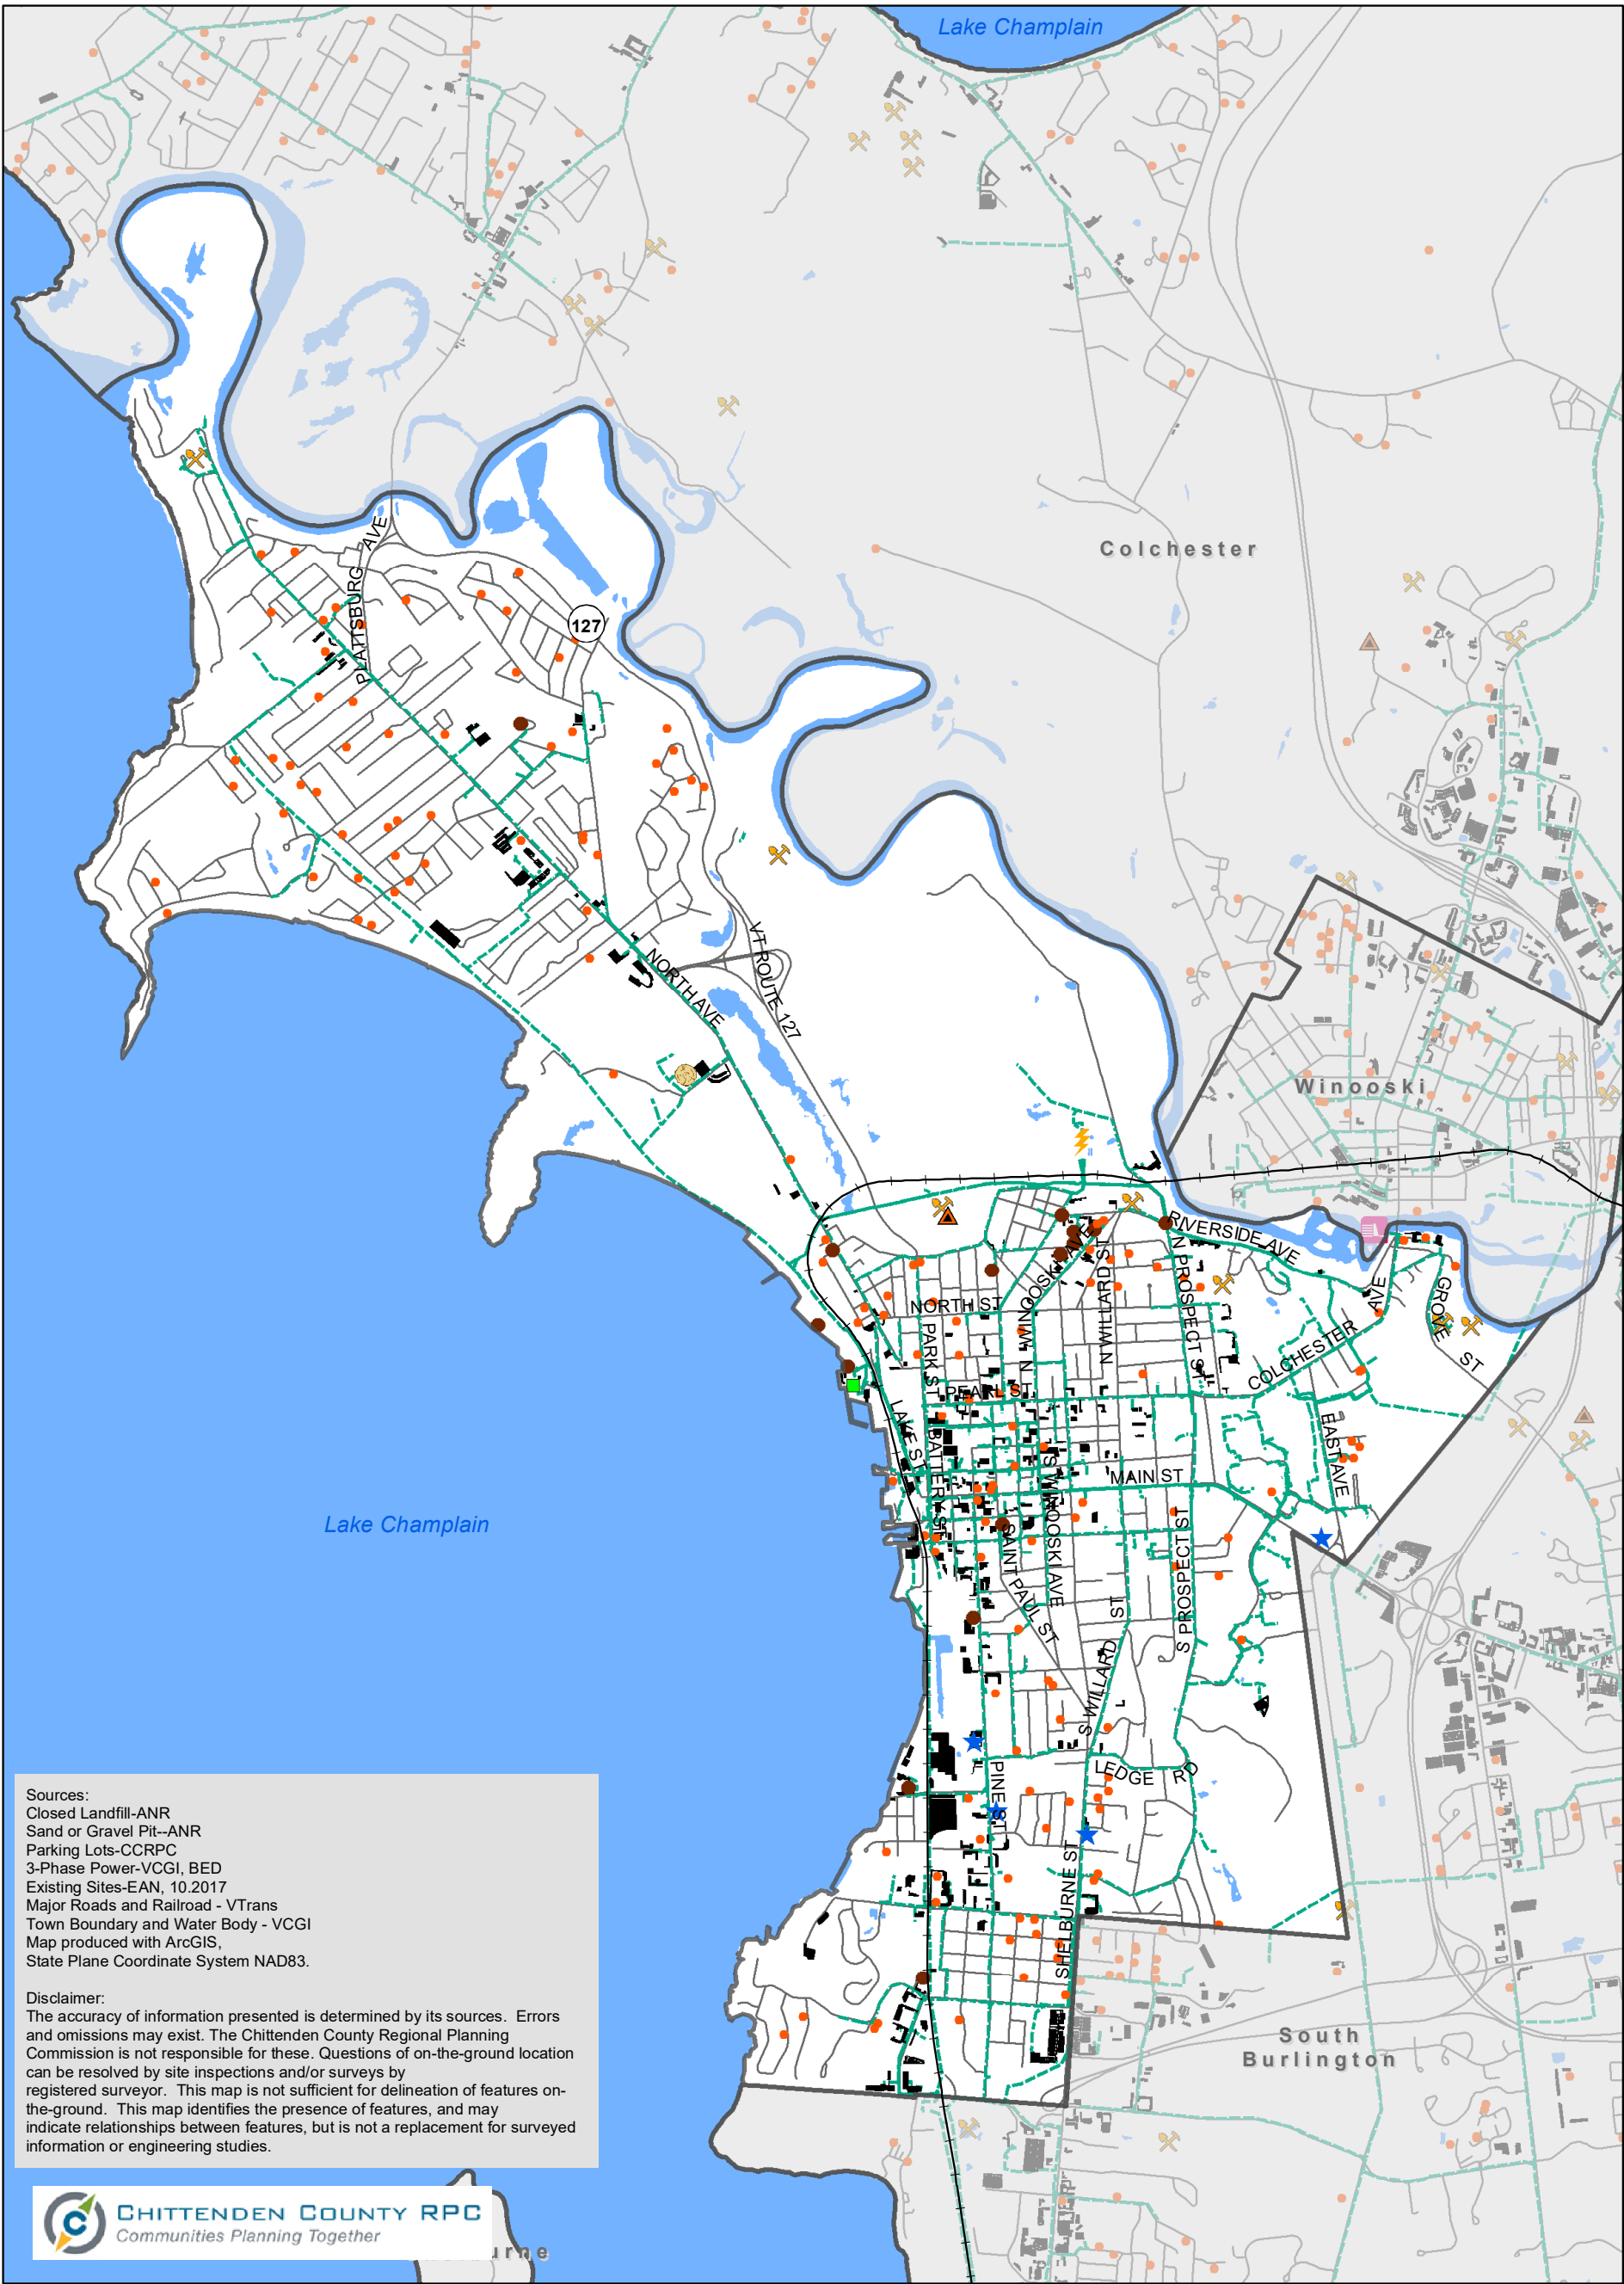 Lake Champlain
Colchester
PLATTSBURG AVE
127
NORTH AVE
VT ROUTE 127
Winooski
RIVERSIDE AVE
N PROSPECT ST
N WILLARD ST
N WINOOSKI AVE
NORTH ST
PARK ST
PEARL ST
COLCHESTER AVE
GROVE ST
EAST AVE
LAKE ST
BATTERY ST
MAIN ST
S WINOOSKI AVE
SAINT PAUL ST
S PROSPECT ST
S WILLARD ST
Lake Champlain
LEDGE RD
PINE ST
SHELBURNE ST
South
Burlington
Sources:
Closed Landfill-ANR
Sand or Gravel Pit--ANR
Parking Lots-CCRPC
3-Phase Power-VCGI, BED
Existing Sites-EAN, 10.2017
Major Roads and Railroad - VTrans
Town Boundary and Water Body - VCGI
Map produced with ArcGIS,
State Plane Coordinate System NAD83.
Disclaimer:
The accuracy of information presented is determined by its sources. Errors
and omissions may exist. The Chittenden County Regional Planning
Commission is not responsible for these. Questions of on-the-ground location
can be resolved by site inspections and/or surveys by
registered surveyor. This map is not sufficient for delineation of features on-
the-ground. This map identifies the presence of features, and may
indicate relationships between features, but is not a replacement for surveyed
information or engineering studies.
CHITTENDEN COUNTY RPC
Communities Planning Together
urne